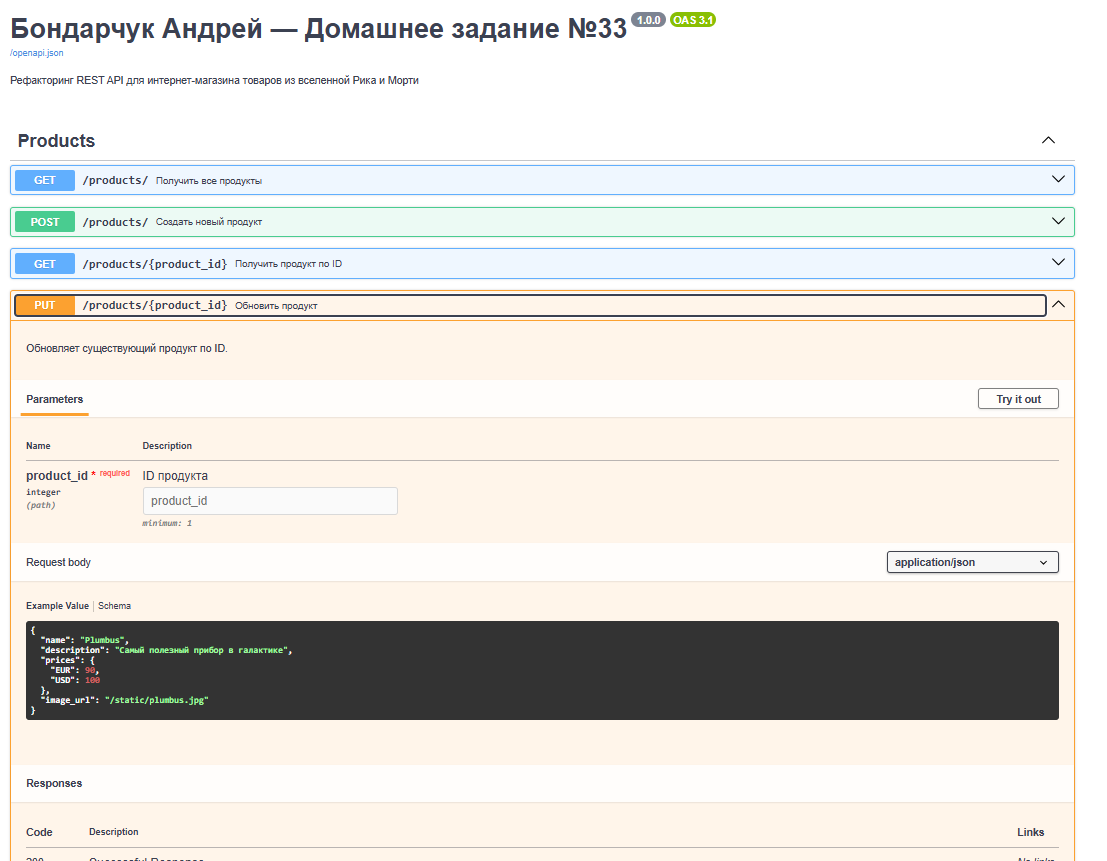 Бондарчук Андрей — Домашнее задание №33 1.0.0 OAS 3.1
/openapi.json
Рефакторинг REST API для интернет-магазина товаров из вселенной Рика и Морти
Products
GET /products/ Получить все продукты
POST /products/ Создать новый продукт
GET /products/{product_id} Получить продукт по ID
PUT /products/{product_id} Обновить продукт
Обновляет существующий продукт по ID.
Parameters Try it out
Name Description
product_id * required ID продукта
integer product_id
(path)
minimum: 1
Request body application/json
Example Value | Schema
{
  "name": "Plumbus",
  "description": "Самый полезный прибор в галактике",
  "prices": {
    "EUR": 90,
    "USD": 100
  },
  "image_url": "/static/plumbus.jpg"
}
Responses
Code Description Links